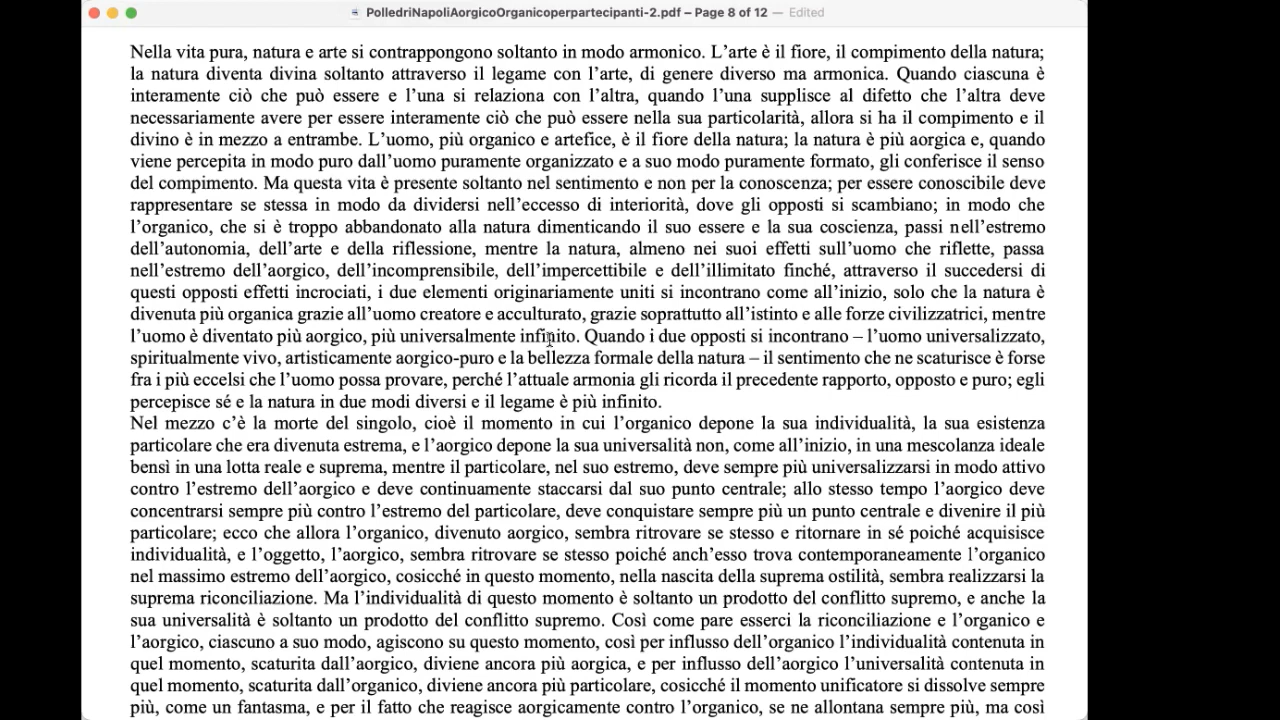 PolledriNapoliAorgicoOrganicoperpartecipanti-2.pdf – Page 8 of 12 — Edited
Nella vita pura, natura e arte si contrappongono soltanto in modo armonico. L’arte è il fiore, il compimento della natura;
la natura diventa divina soltanto attraverso il legame con l’arte, di genere diverso ma armonica. Quando ciascuna è
interamente ciò che può essere e l’una si relaziona con l’altra, quando l’una supplisce al difetto che l’altra deve
necessariamente avere per essere interamente ciò che può essere nella sua particolarità, allora si ha il compimento e il
divino è in mezzo a entrambe. L’uomo, più organico e artefice, è il fiore della natura; la natura è più aorgica e, quando
viene percepita in modo puro dall’uomo puramente organizzato e a suo modo puramente formato, gli conferisce il senso
del compimento. Ma questa vita è presente soltanto nel sentimento e non per la conoscenza; per essere conoscibile deve
rappresentare se stessa in modo da dividersi nell’eccesso di interiorità, dove gli opposti si scambiano; in modo che
l’organico, che si è troppo abbandonato alla natura dimenticando il suo essere e la sua coscienza, passi nell’estremo
dell’autonomia, dell’arte e della riflessione, mentre la natura, almeno nei suoi effetti sull’uomo che riflette, passa
nell’estremo dell’aorgico, dell’incomprensibile, dell’impercettibile e dell’illimitato finché, attraverso il succedersi di
questi opposti effetti incrociati, i due elementi originariamente uniti si incontrano come all’inizio, solo che la natura è
divenuta più organica grazie all’uomo creatore e acculturato, grazie soprattutto all’istinto e alle forze civilizzatrici, mentre
l’uomo è diventato più aorgico, più universalmente infinito. Quando i due opposti si incontrano – l’uomo universalizzato,
spiritualmente vivo, artisticamente aorgico-puro e la bellezza formale della natura – il sentimento che ne scaturisce è forse
fra i più eccelsi che l’uomo possa provare, perché l’attuale armonia gli ricorda il precedente rapporto, opposto e puro; egli
percepisce sé e la natura in due modi diversi e il legame è più infinito.
Nel mezzo c’è la morte del singolo, cioè il momento in cui l’organico depone la sua individualità, la sua esistenza
particolare che era divenuta estrema, e l’aorgico depone la sua universalità non, come all’inizio, in una mescolanza ideale
bensì in una lotta reale e suprema, mentre il particolare, nel suo estremo, deve sempre più universalizzarsi in modo attivo
contro l’estremo dell’aorgico e deve continuamente staccarsi dal suo punto centrale; allo stesso tempo l’aorgico deve
concentrarsi sempre più contro l’estremo del particolare, deve conquistare sempre più un punto centrale e divenire il più
particolare; ecco che allora l’organico, divenuto aorgico, sembra ritrovare se stesso e ritornare in sé poiché acquisisce
individualità, e l’oggetto, l’aorgico, sembra ritrovare se stesso poiché anch’esso trova contemporaneamente l’organico
nel massimo estremo dell’aorgico, cosicché in questo momento, nella nascita della suprema ostilità, sembra realizzarsi la
suprema riconciliazione. Ma l’individualità di questo momento è soltanto un prodotto del conflitto supremo, e anche la
sua universalità è soltanto un prodotto del conflitto supremo. Così come pare esserci la riconciliazione e l’organico e
l’aorgico, ciascuno a suo modo, agiscono su questo momento, così per influsso dell’organico l’individualità contenuta in
quel momento, scaturita dall’aorgico, diviene ancora più aorgica, e per influsso dell’aorgico l’universalità contenuta in
quel momento, scaturita dall’organico, diviene ancora più particolare, cosicché il momento unificatore si dissolve sempre
più, come un fantasma, e per il fatto che reagisce aorgicamente contro l’organico, se ne allontana sempre più, ma così